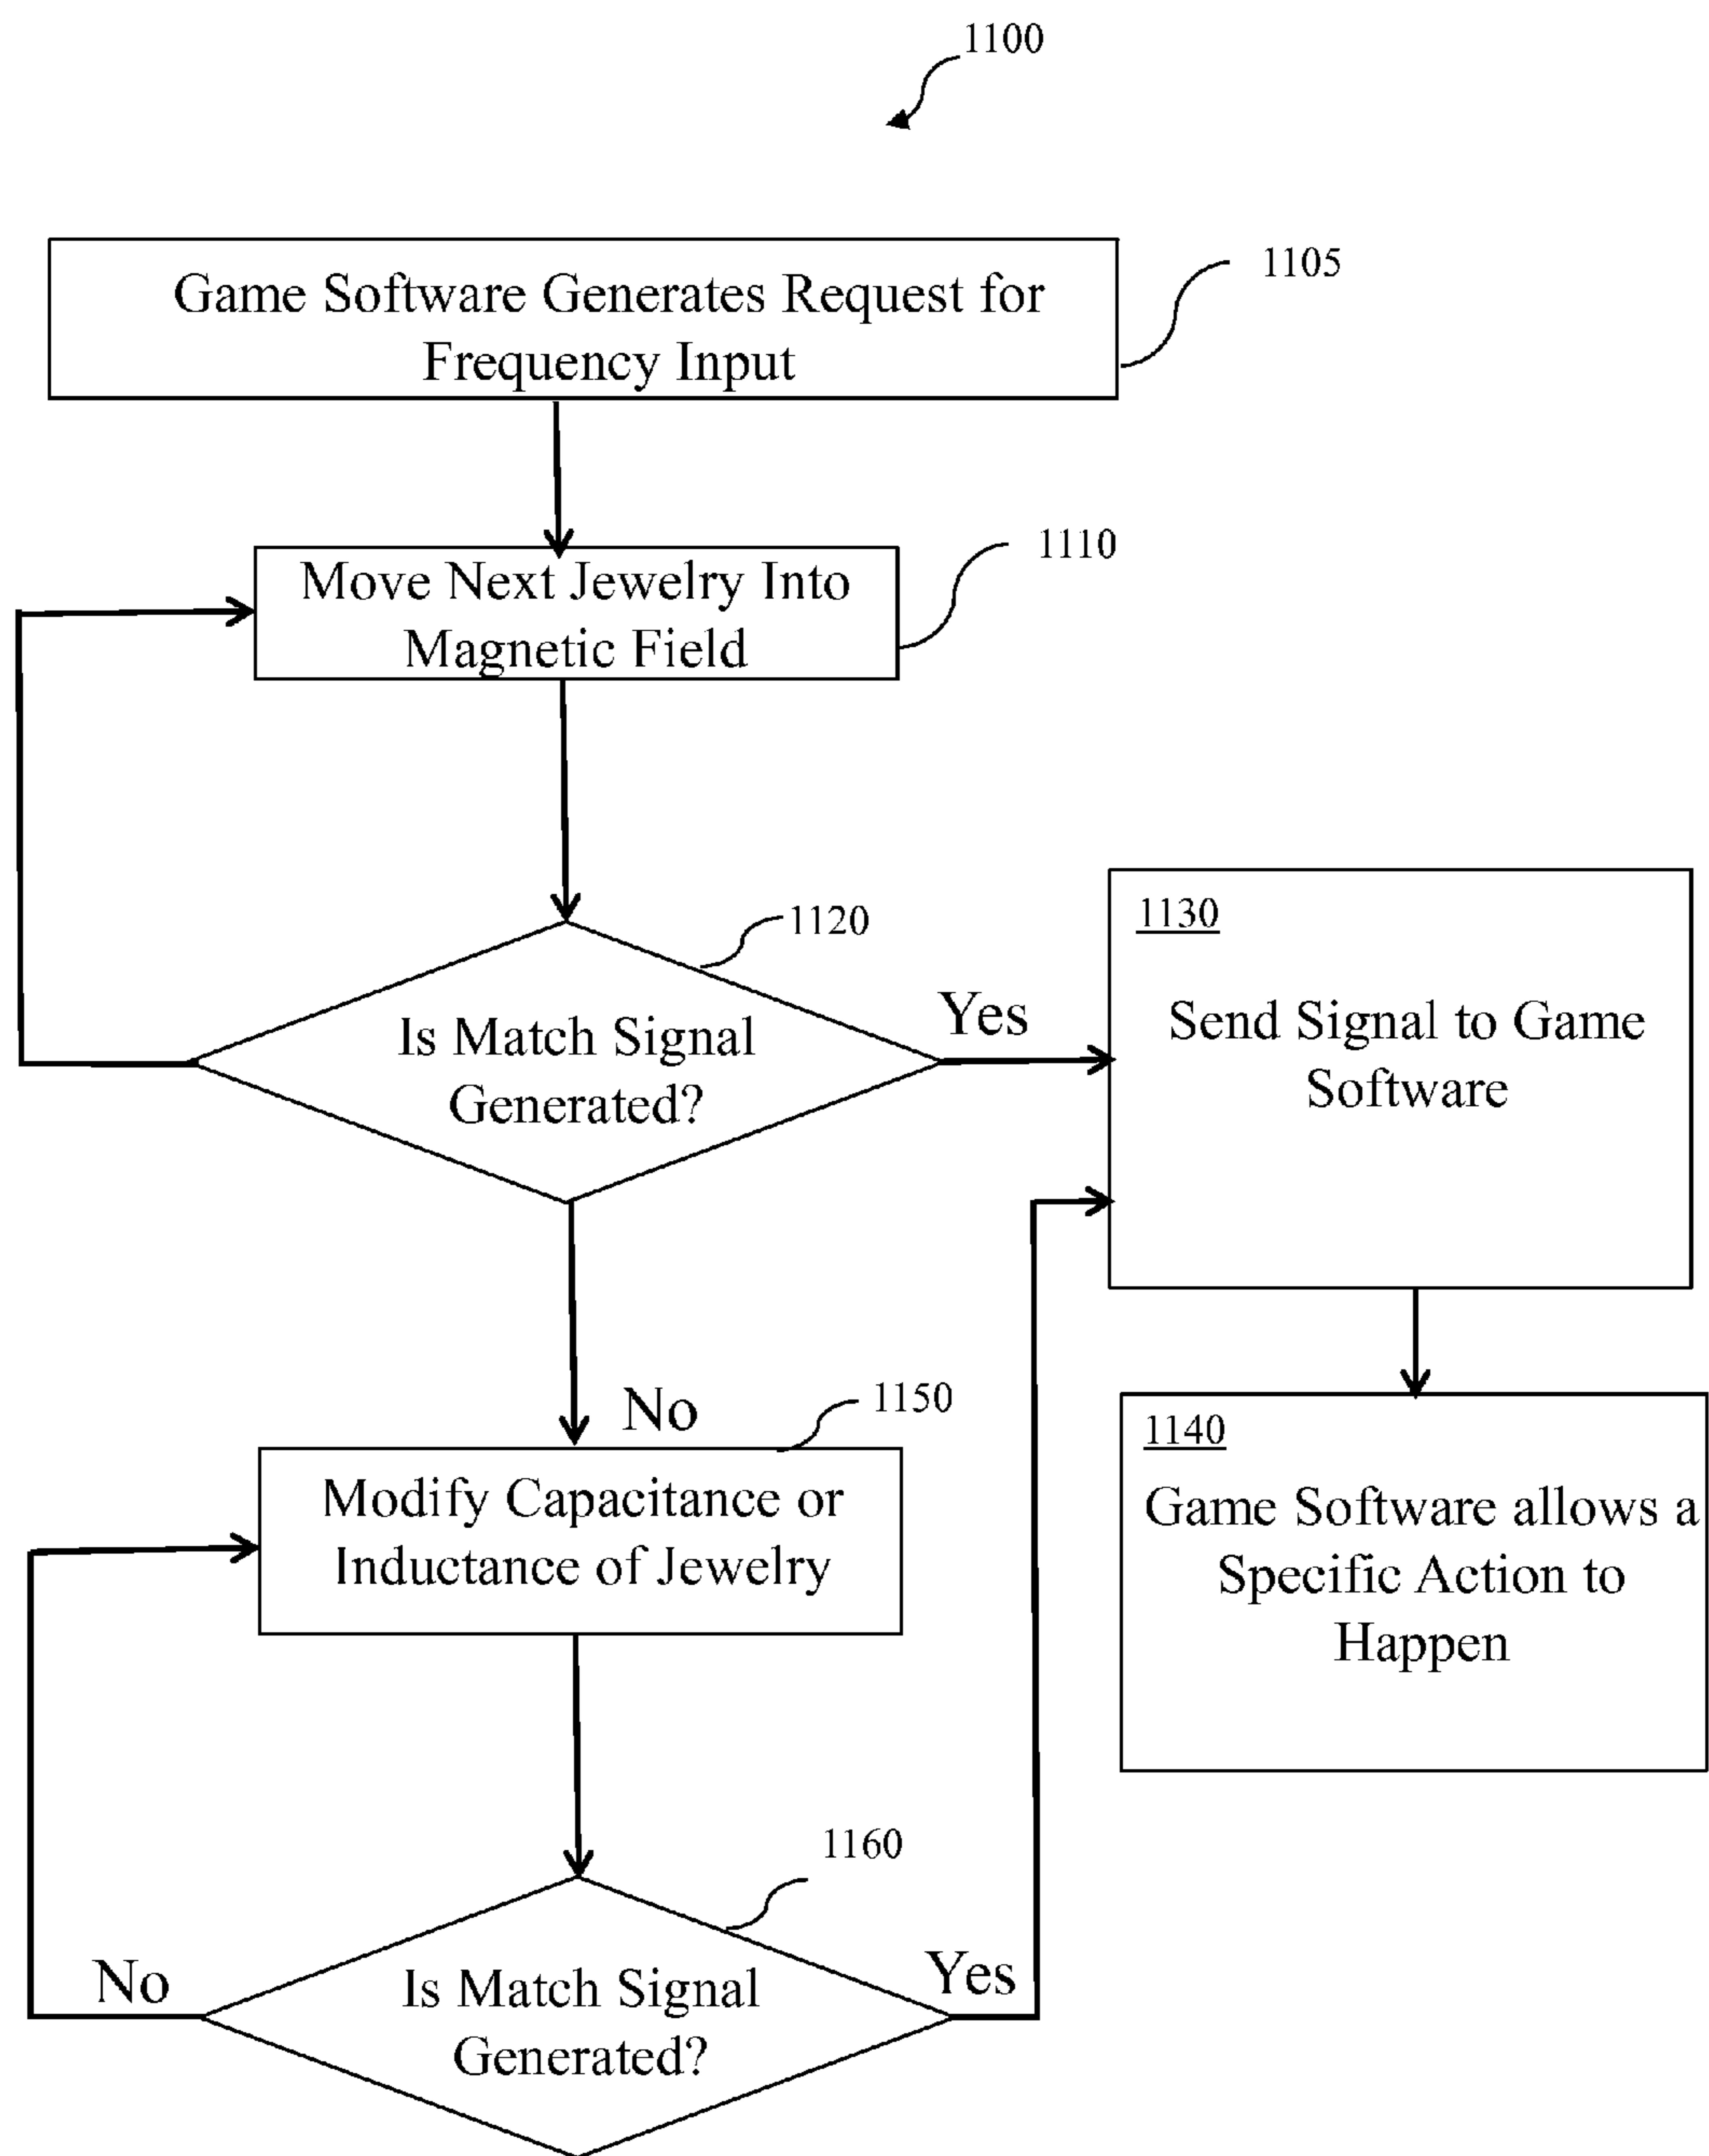 1100
Game Software Generates Request for
Frequency Input
1105
Move Next Jewelry Into
Magnetic Field
1110
Is Match Signal
Generated?
1120
Yes
1130
Send Signal to Game
Software
1140
Game Software allows a
Specific Action to
Happen
No
1150
Modify Capacitance or
Inductance of Jewelry
1160
Is Match Signal
Generated?
No
Yes